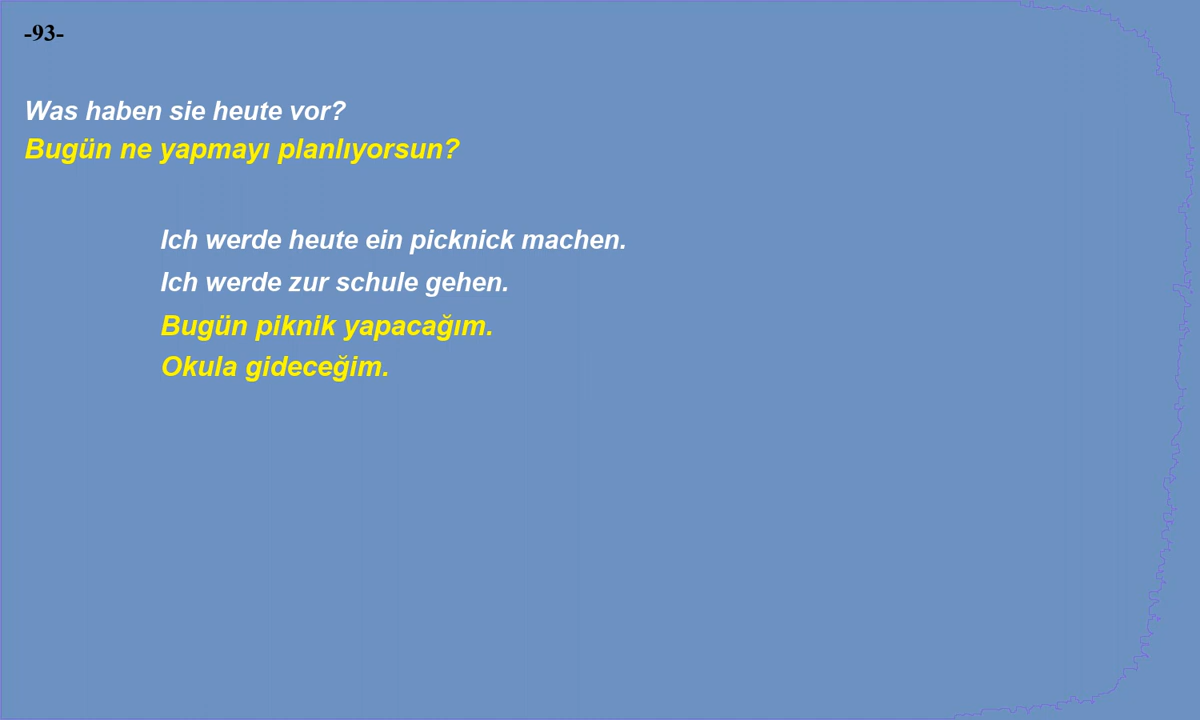 -93-
Was haben sie heute vor?
Bugün ne yapmayı planlıyorsun?
Ich werde heute ein picknick machen.
Ich werde zur schule gehen.
Bugün piknik yapacağım.
Okula gideceğim.